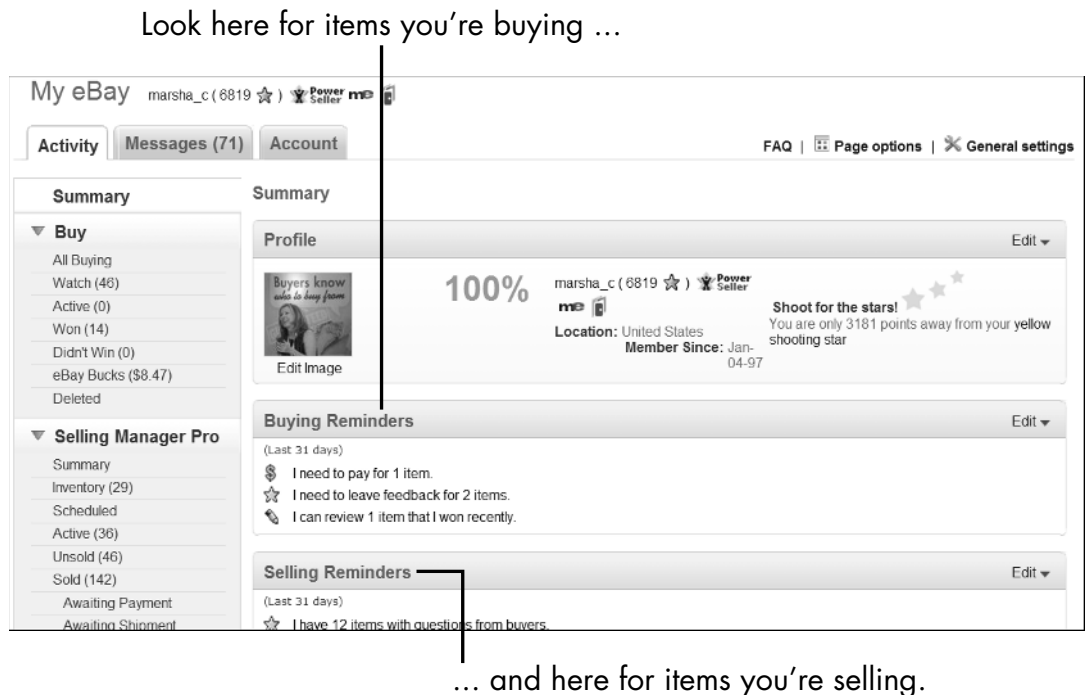 Look here for items you're buying ...
My eBay marsha_c ( 6819 ) Power Seller me
Activity Messages (71) Account
FAQ | Page options | General settings
Summary
Buy
All Buying
Watch (46)
Active (0)
Won (14)
Didn't Win (0)
eBay Bucks ($8.47)
Deleted
Selling Manager Pro
Summary
Inventory (29)
Scheduled
Active (36)
Unsold (46)
Sold (142)
Awaiting Payment
Awaiting Shipment
Summary
Profile Edit
Buyers know
who to buy from
Edit Image
100%
marsha_c ( 6819 ) Power Seller
me
Location: United States
Member Since: Jan-
04-97
Shoot for the stars!
You are only 3181 points away from your yellow
shooting star
Buying Reminders Edit
(Last 31 days)
$ I need to pay for 1 item.
I need to leave feedback for 2 items.
I can review 1 item that I won recently.
Selling Reminders Edit
(Last 31 days)
I have 12 items with questions from buyers.
... and here for items you're selling.